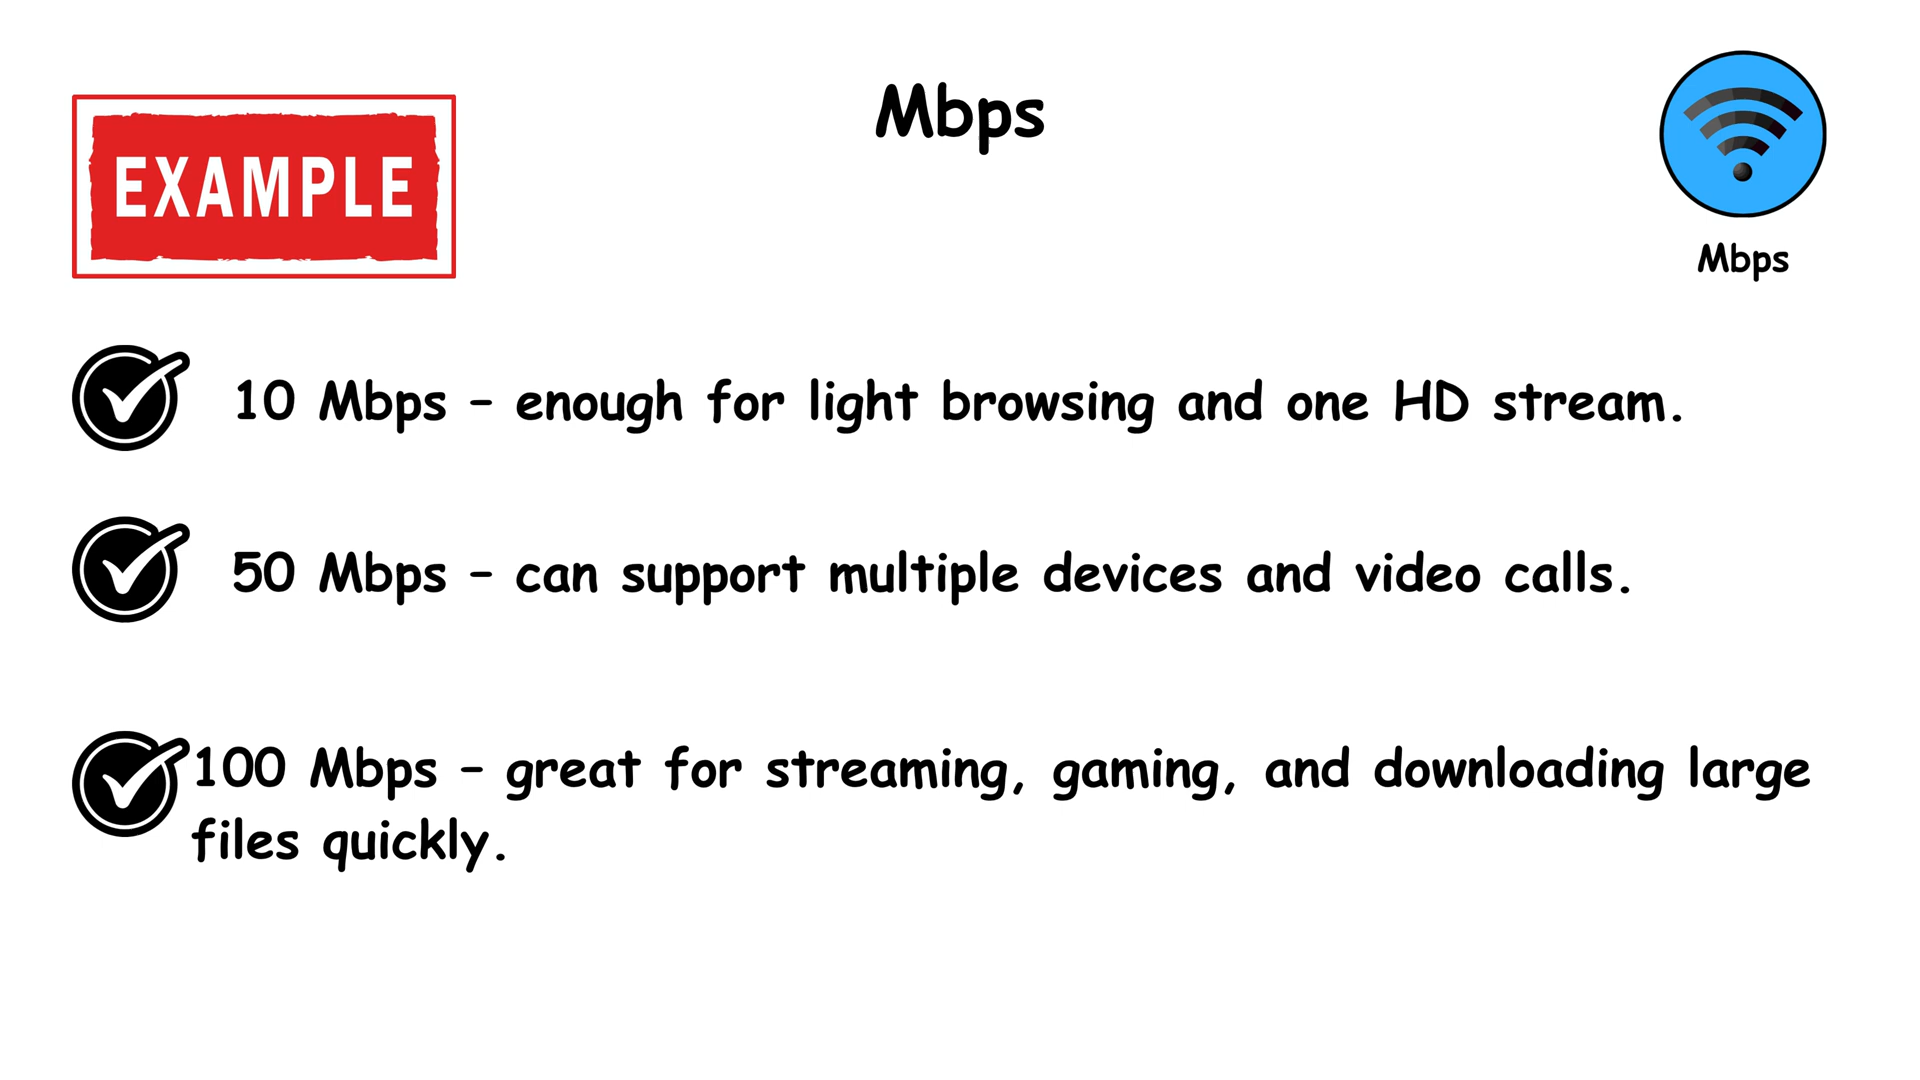 Mbps
EXAMPLE
Mbps
10 Mbps – enough for light browsing and one HD stream.
50 Mbps – can support multiple devices and video calls.
100 Mbps – great for streaming, gaming, and downloading large
files quickly.